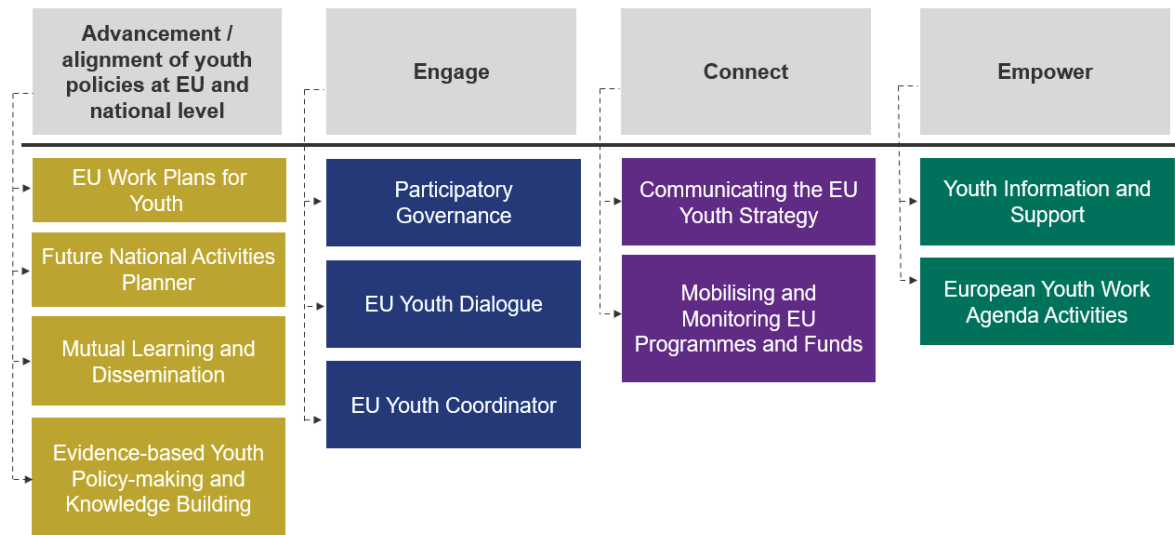 Advancement /
alignment of youth
policies at EU and
national level
Engage
Connect
Empower
EU Work Plans for
Youth
Future National Activities
Planner
Mutual Learning and
Dissemination
Evidence-based Youth
Policy-making and
Knowledge Building
Participatory
Governance
EU Youth Dialogue
EU Youth Coordinator
Communicating the EU
Youth Strategy
Mobilising and
Monitoring EU
Programmes and Funds
Youth Information and
Support
European Youth Work
Agenda Activities